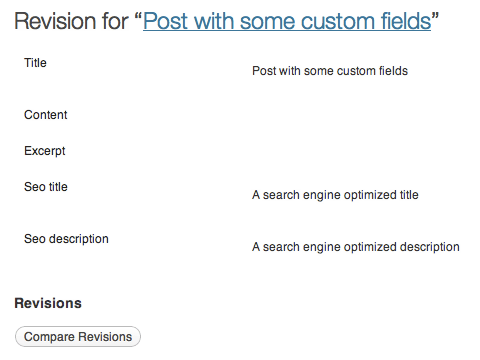 Revision for “Post with some custom fields”
Title
Post with some custom fields
Content
Excerpt
Seo title
A search engine optimized title
Seo description
A search engine optimized description
Revisions
Compare Revisions